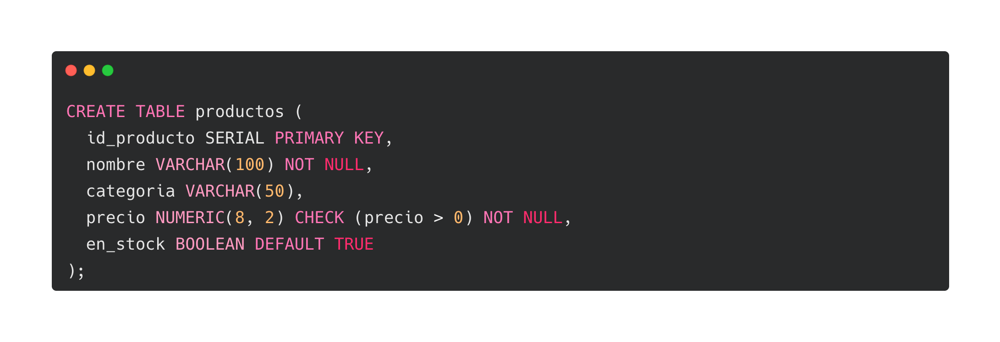 CREATE TABLE productos (
  id_producto SERIAL PRIMARY KEY,
  nombre VARCHAR(100) NOT NULL,
  categoria VARCHAR(50),
  precio NUMERIC(8, 2) CHECK (precio > 0) NOT NULL,
  en_stock BOOLEAN DEFAULT TRUE
);